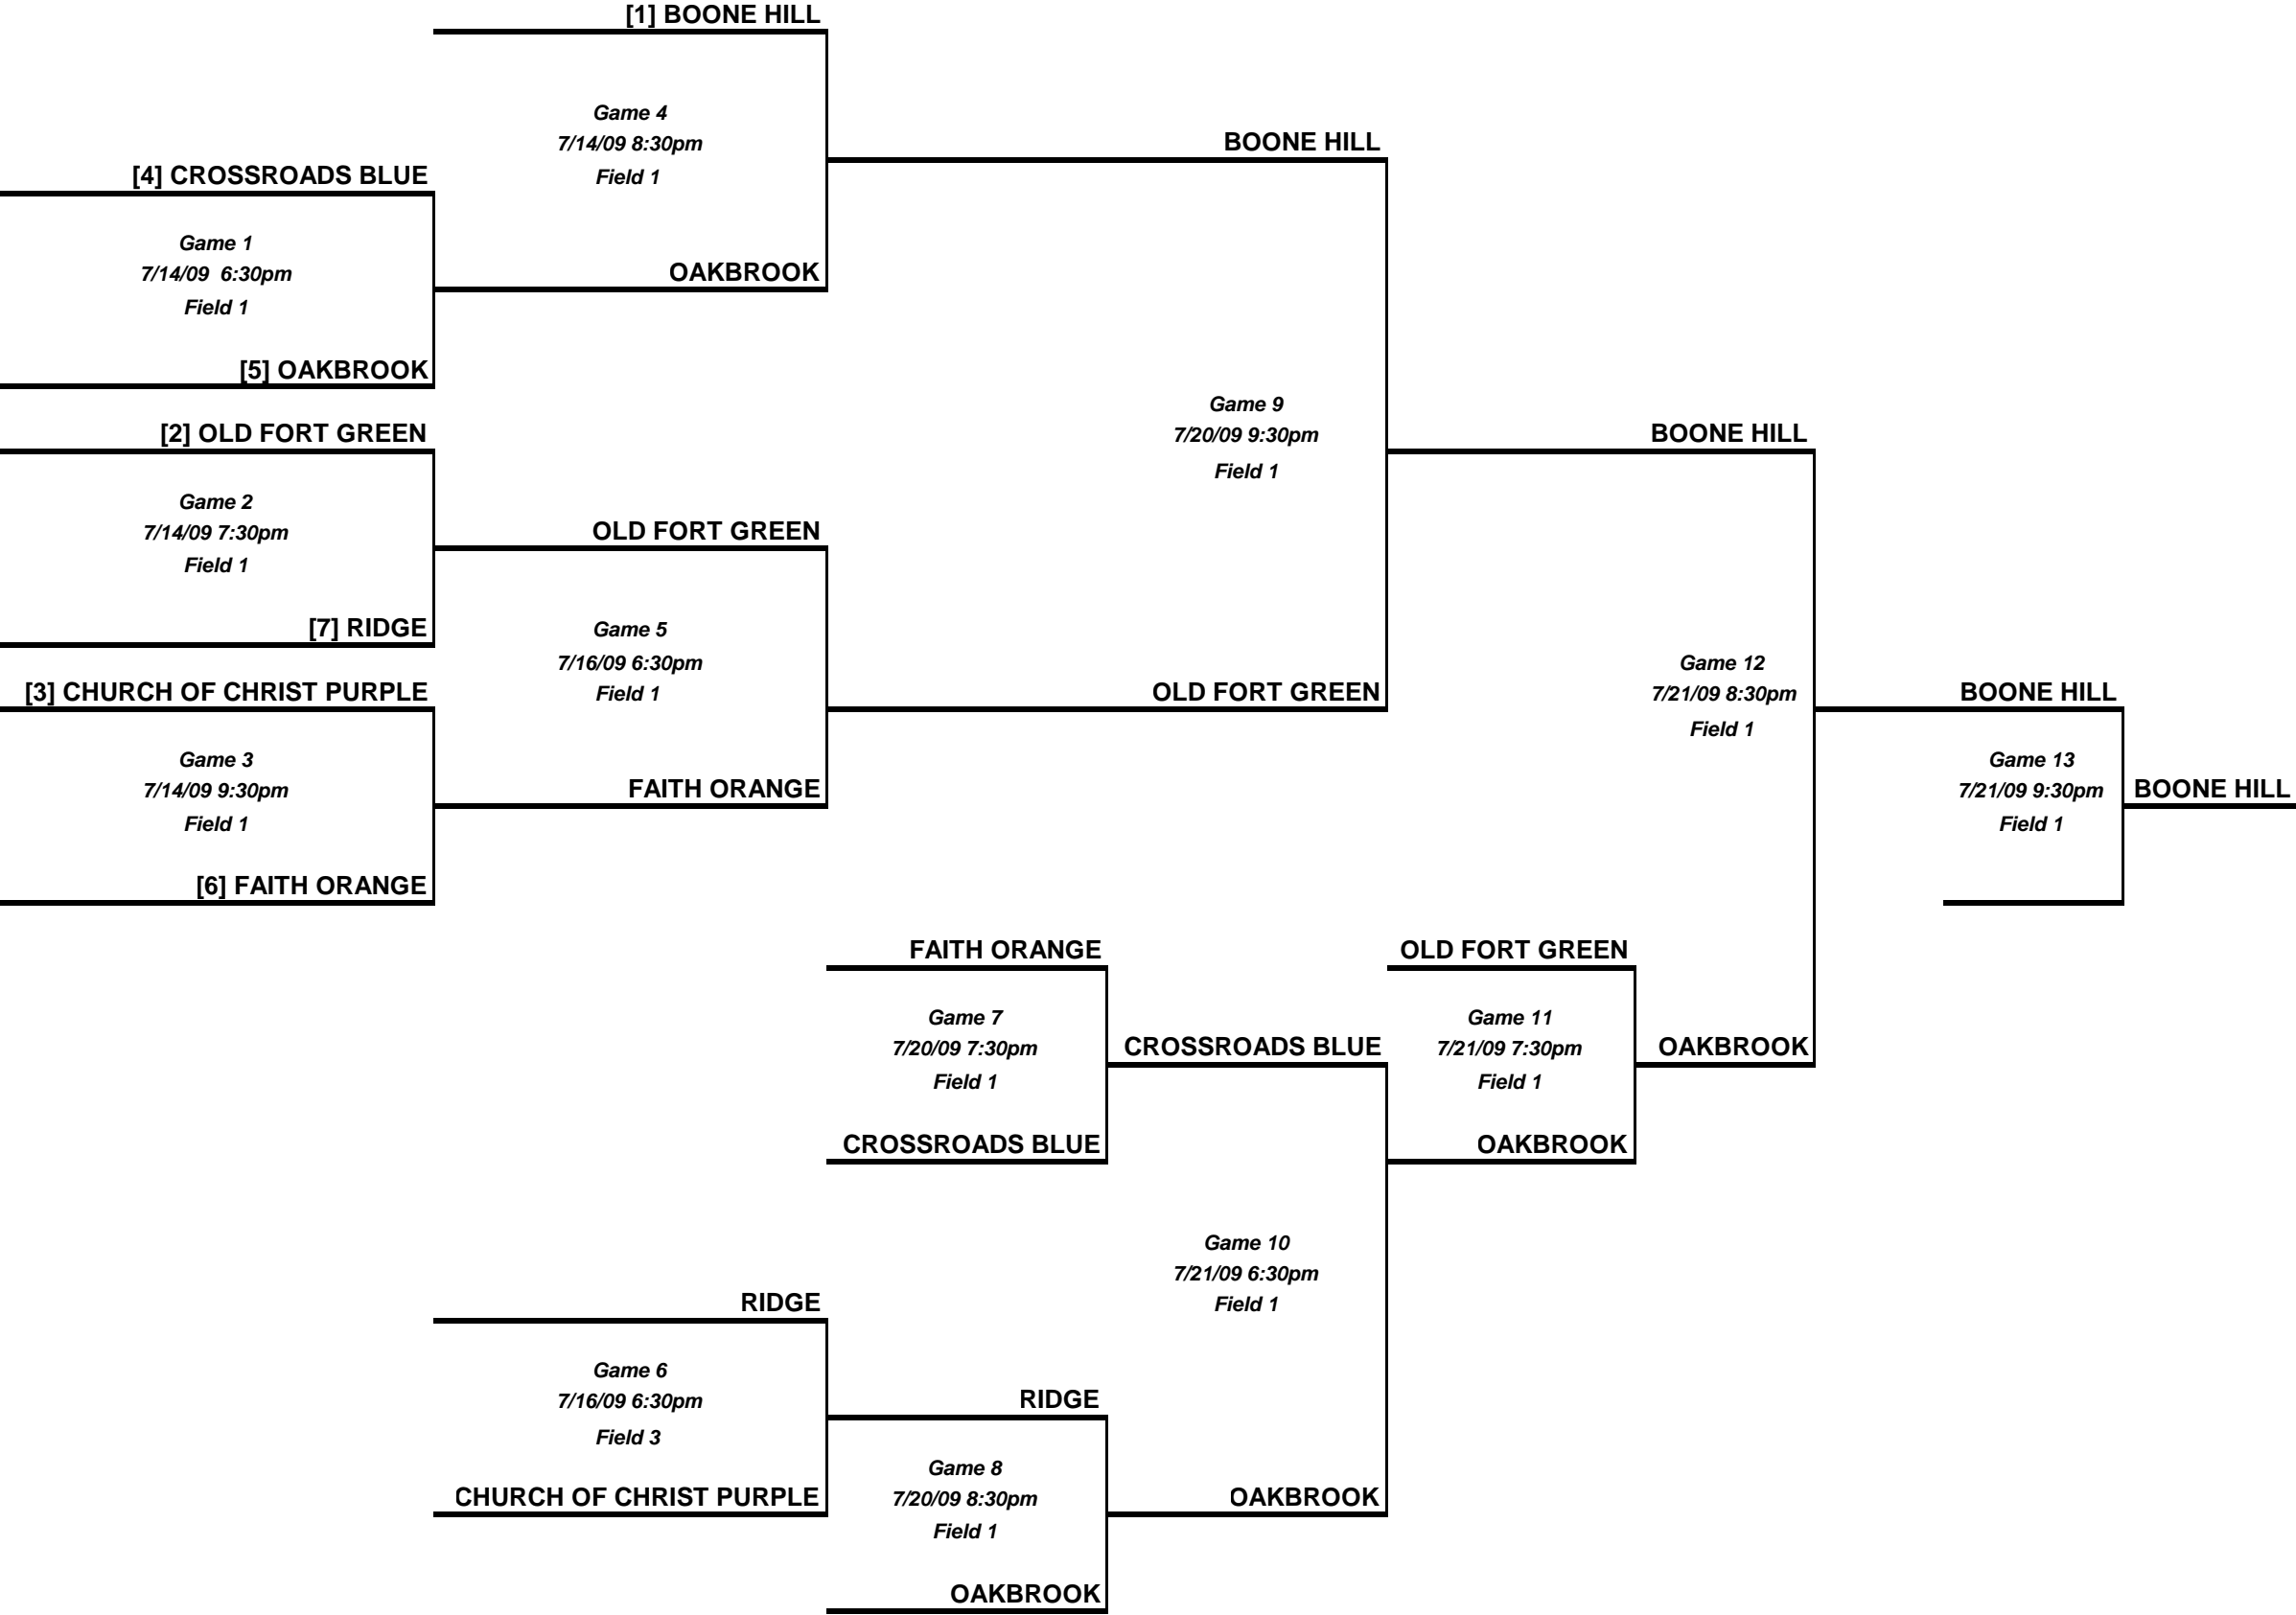 [1] BOONE HILL
Game 4
7/14/09 8:30pm
Field 1
BOONE HILL
[4] CROSSROADS BLUE
Game 1
7/14/09  6:30pm
Field 1
OAKBROOK
[5] OAKBROOK
Game 9
7/20/09 9:30pm
Field 1
[2] OLD FORT GREEN
BOONE HILL
Game 2
7/14/09 7:30pm
Field 1
OLD FORT GREEN
[7] RIDGE
Game 5
7/16/09 6:30pm
Field 1
Game 12
7/21/09 8:30pm
Field 1
[3] CHURCH OF CHRIST PURPLE
OLD FORT GREEN
BOONE HILL
Game 3
7/14/09 9:30pm
Field 1
FAITH ORANGE
Game 13
7/21/09 9:30pm
Field 1
BOONE HILL
[6] FAITH ORANGE
FAITH ORANGE
OLD FORT GREEN
Game 7
7/20/09 7:30pm
Field 1
CROSSROADS BLUE
Game 11
7/21/09 7:30pm
Field 1
OAKBROOK
CROSSROADS BLUE
OAKBROOK
Game 10
7/21/09 6:30pm
Field 1
RIDGE
Game 6
7/16/09 6:30pm
Field 3
RIDGE
CHURCH OF CHRIST PURPLE
Game 8
7/20/09 8:30pm
Field 1
OAKBROOK
OAKBROOK